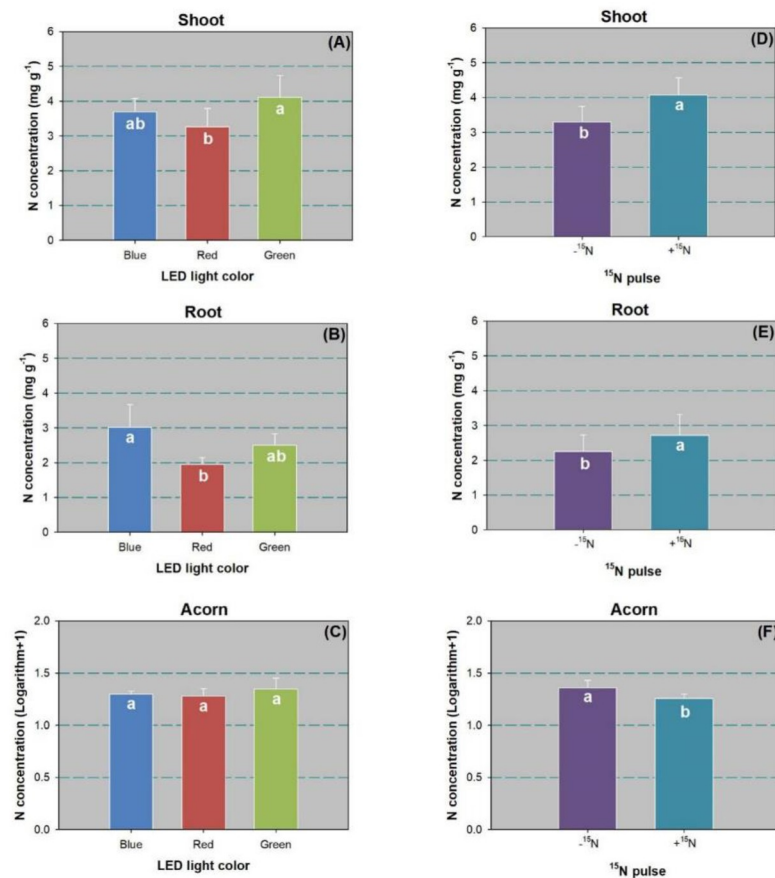 Shoot
(A)
N concentration (mg g⁻¹)
6
5
4
3
2
1
0
ab
b
a
Blue
Red
Green
LED light color
Shoot
(D)
N concentration (mg g⁻¹)
6
5
4
3
2
1
0
b
a
-¹⁵N
+¹⁵N
¹⁵N pulse
Root
(B)
N concentration (mg g⁻¹)
6
5
4
3
2
1
0
a
b
ab
Blue
Red
Green
LED light color
Root
(E)
N concentration (mg g⁻¹)
6
5
4
3
2
1
0
b
a
-¹⁵N
+¹⁵N
¹⁵N pulse
Acorn
(C)
N concentration (Logarithm+1)
2.0
1.5
1.0
0.5
0.0
a
a
a
Blue
Red
Green
LED light color
Acorn
(F)
N concentration (Logarithm+1)
2.0
1.5
1.0
0.5
0.0
a
b
-¹⁵N
+¹⁵N
¹⁵N pulse